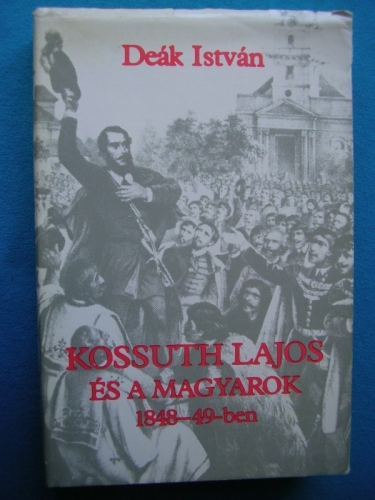 Deák István
KOSSUTH LAJOS
ÉS A MAGYAROK
1848-49-ben